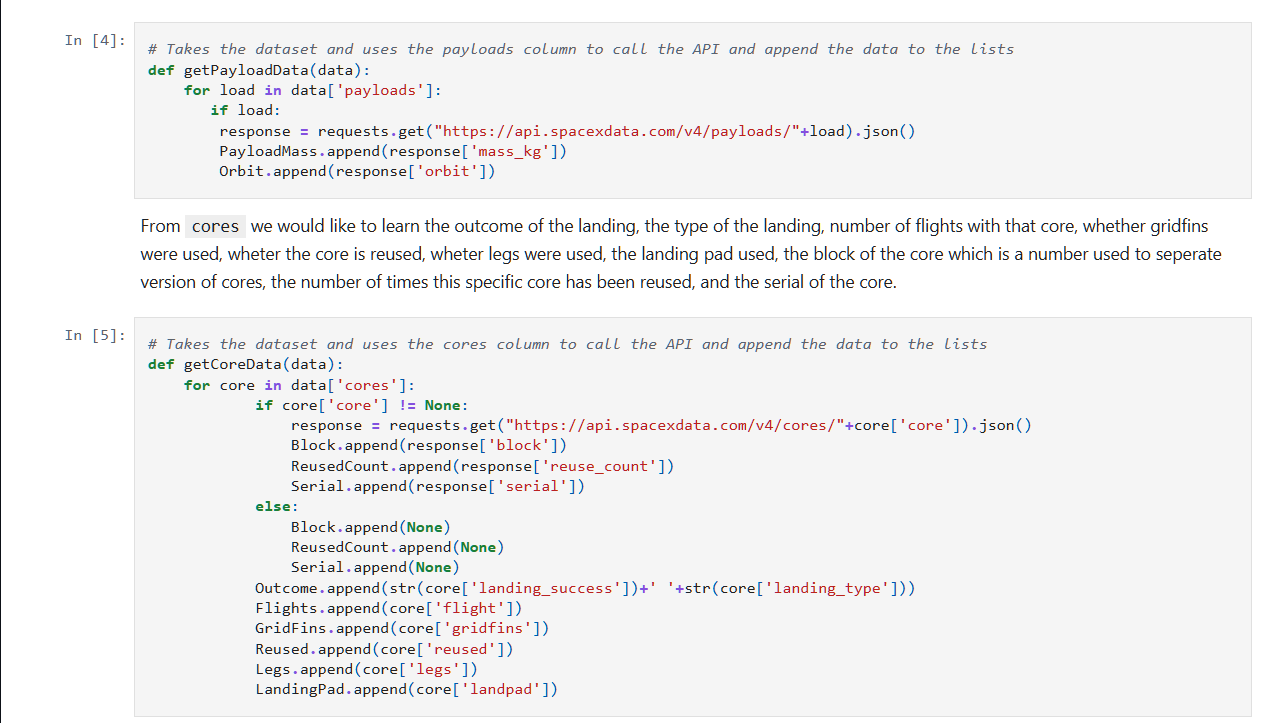 In [4]:
# Takes the dataset and uses the payloads column to call the API and append the data to the lists
def getPayloadData(data):
    for load in data['payloads']:
       if load:
        response = requests.get("https://api.spacexdata.com/v4/payloads/"+load).json()
        PayloadMass.append(response['mass_kg'])
        Orbit.append(response['orbit'])
From cores we would like to learn the outcome of the landing, the type of the landing, number of flights with that core, whether gridfins
were used, wheter the core is reused, wheter legs were used, the landing pad used, the block of the core which is a number used to seperate
version of cores, the number of times this specific core has been reused, and the serial of the core.
In [5]:
# Takes the dataset and uses the cores column to call the API and append the data to the lists
def getCoreData(data):
    for core in data['cores']:
            if core['core'] != None:
                response = requests.get("https://api.spacexdata.com/v4/cores/"+core['core']).json()
                Block.append(response['block'])
                ReusedCount.append(response['reuse_count'])
                Serial.append(response['serial'])
            else:
                Block.append(None)
                ReusedCount.append(None)
                Serial.append(None)
            Outcome.append(str(core['landing_success'])+' '+str(core['landing_type']))
            Flights.append(core['flight'])
            GridFins.append(core['gridfins'])
            Reused.append(core['reused'])
            Legs.append(core['legs'])
            LandingPad.append(core['landpad'])